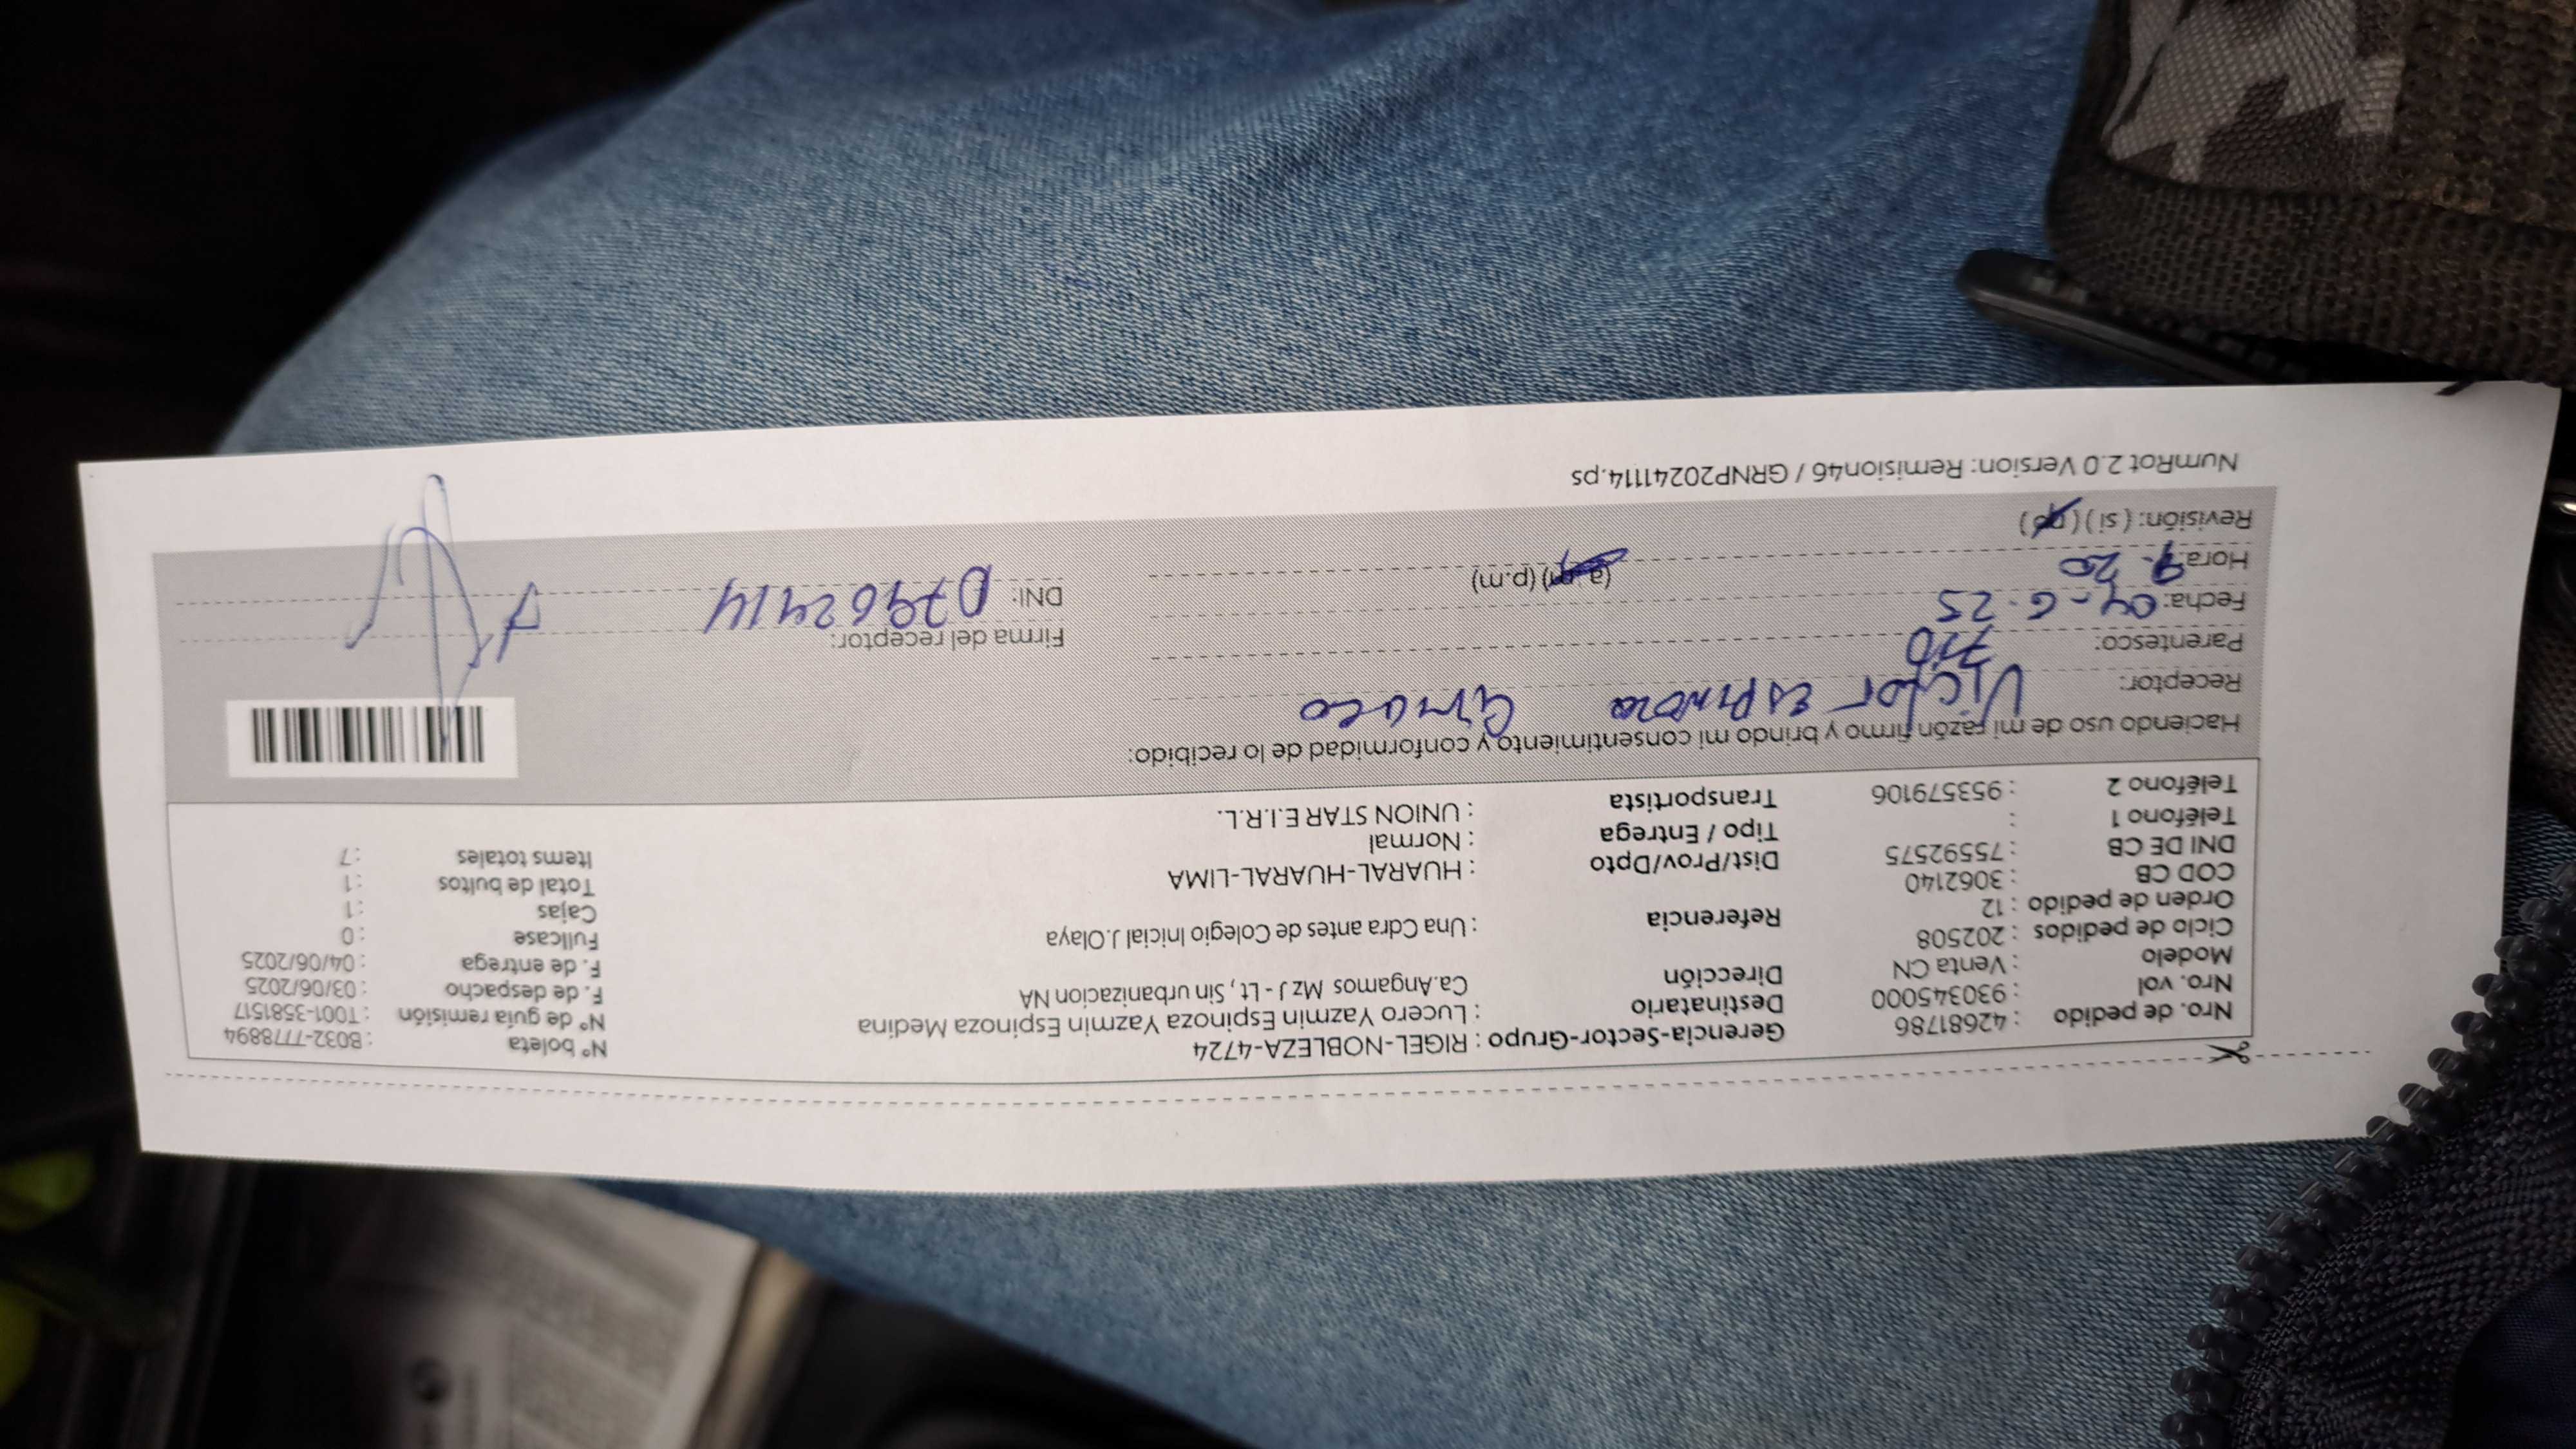 Nro. de pedido : 42681786 Gerencia-Sector-Grupo : RIGEL-NOBLEZA-4724 N° boleta : B032-7778894
Nro. vol : 930345000 Destinatario : Lucero Yazmin Espinoza Yazmin Espinoza Medina N° de guía remisión : T001-3581517
Modelo : Venta CN Dirección Ca.Angamos Mz J - Lt , Sin urbanizacion NA F. de despacho : 03/06/2025
Ciclo de pedidos : 202508 F. de entrega : 04/06/2025
Orden de pedido : 12 Referencia : Una Cdra antes de Colegio Inicial J.Olaya Fullcase : 0
COD CB : 3062140 Cajas : 1
DNI DE CB : 75592575 Dist/Prov/Dpto : HUARAL-HUARAL-LIMA Total de bultos : 1
Teléfono 1 : Tipo / Entrega : Normal Items totales : 7
Teléfono 2 : 953579106 Transportista : UNION STAR E.I.R.L.
Haciendo uso de mi razón firmo y brindo mi consentimiento y conformidad de lo recibido:
Receptor: Victor Espinoza
Parentesco: Tio Firma del receptor:
Fecha: 04-6-25 DNI: 07962414
Hora: 9.20 (a.m) (p.m)
Revisión: ( si ) ( no )
NumRot 2.0 Version: Remision46 / GRNP20241114.ps